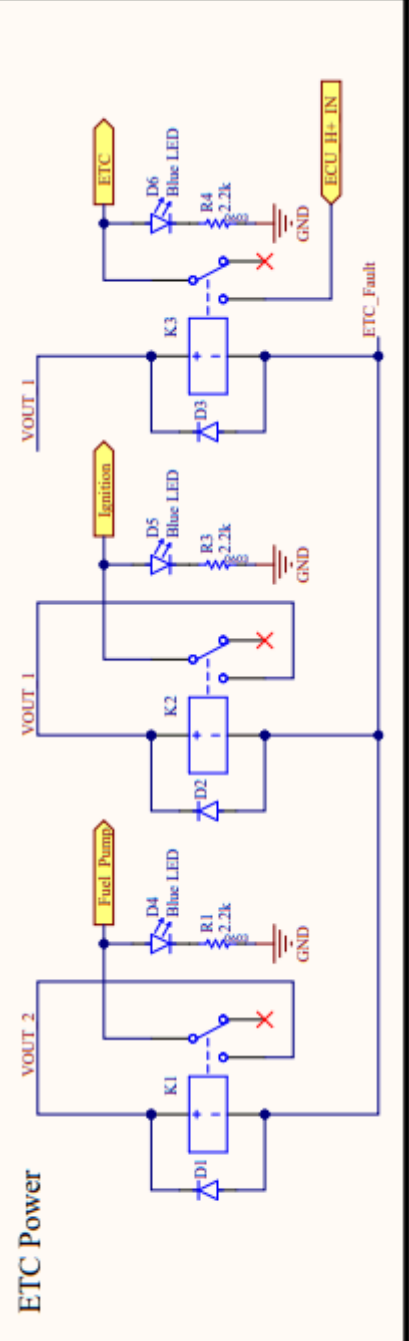 ETC Power
VOUT 2
Fuel Pump
D4
Blue LED
R1
2.2k
GND
K1
+ -
D1
VOUT 1
Ignition
D5
Blue LED
R3
2.2k
GND
K2
+ -
D2
VOUT 1
ETC
D6
Blue LED
R4
2.2k
GND
K3
+ -
D3
ECU H+ IN
ETC_Fault